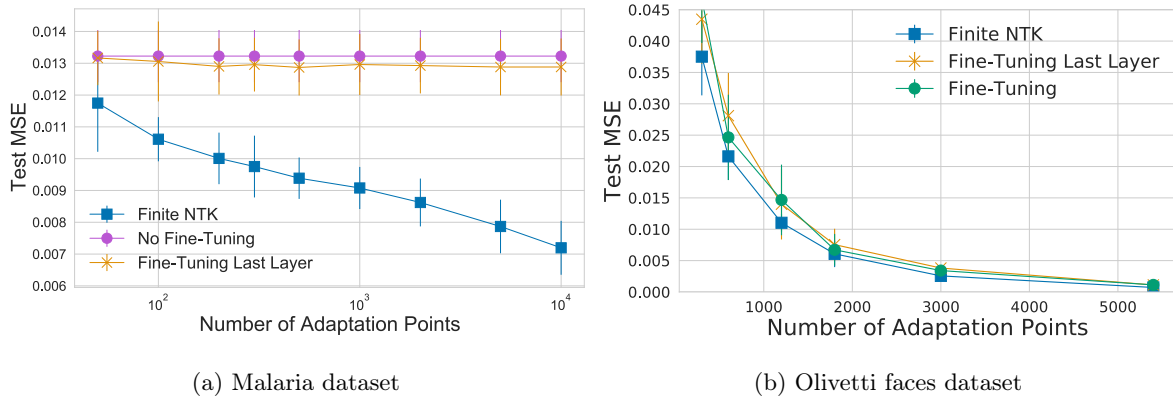 0.014
0.013
0.012
0.011
0.010
0.009
0.008
0.007
0.006
Test MSE
Finite NTK
No Fine-Tuning
Fine-Tuning Last Layer
10^2
10^3
10^4
Number of Adaptation Points
(a) Malaria dataset
0.045
0.040
0.035
0.030
0.025
0.020
0.015
0.010
0.005
0.000
Test MSE
Finite NTK
Fine-Tuning Last Layer
Fine-Tuning
1000 2000 3000 4000 5000
Number of Adaptation Points
(b) Olivetti faces dataset